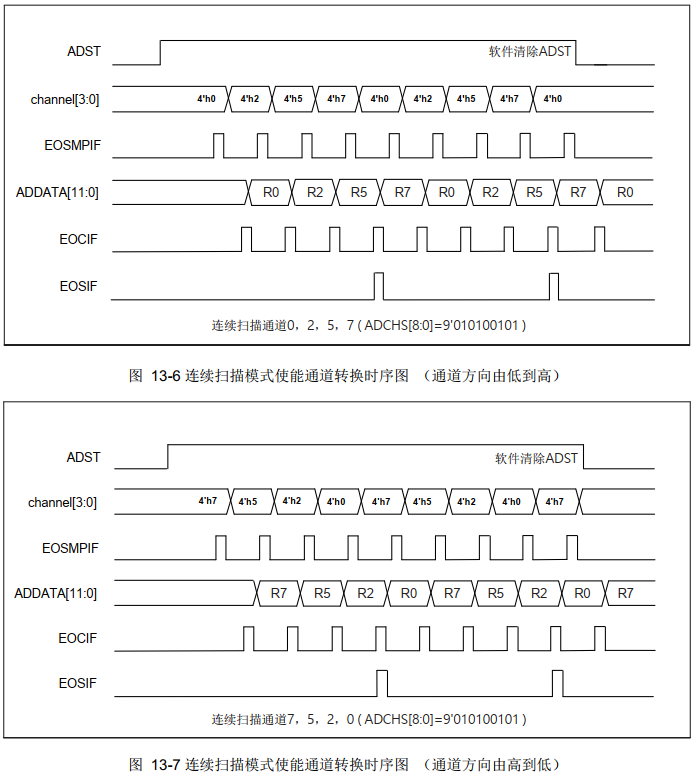 ADST 软件清除ADST
channel[3:0] 4'h0 4'h2 4'h5 4'h7 4'h0 4'h2 4'h5 4'h7 4'h0
EOSMPIF
ADDATA[11:0] R0 R2 R5 R7 R0 R2 R5 R7 R0
EOCIF
EOSIF
连续扫描通道0，2，5，7 ( ADCHS[8:0]=9'010100101 )
图 13-6 连续扫描模式使能通道转换时序图 （通道方向由低到高）
ADST 软件清除ADST
channel[3:0] 4'h7 4'h5 4'h2 4'h0 4'h7 4'h5 4'h2 4'h0 4'h7
EOSMPIF
ADDATA[11:0] R7 R5 R2 R0 R7 R5 R2 R0 R7
EOCIF
EOSIF
连续扫描通道7，5，2，0 ( ADCHS[8:0]=9'010100101 )
图 13-7 连续扫描模式使能通道转换时序图 （通道方向由高到低）